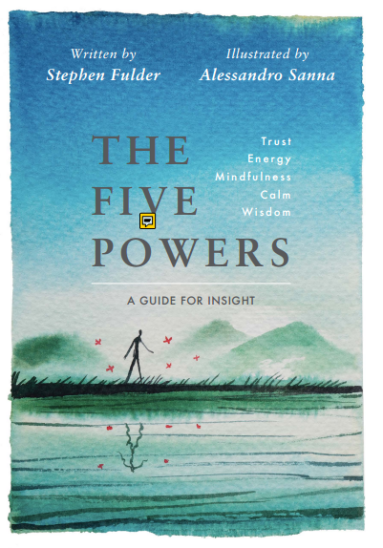 Written by
Stephen Fulder
Illustrated by
Alessandro Sanna
THE
FIVE
POWERS
Trust
Energy
Mindfulness
Calm
Wisdom
A GUIDE FOR INSIGHT